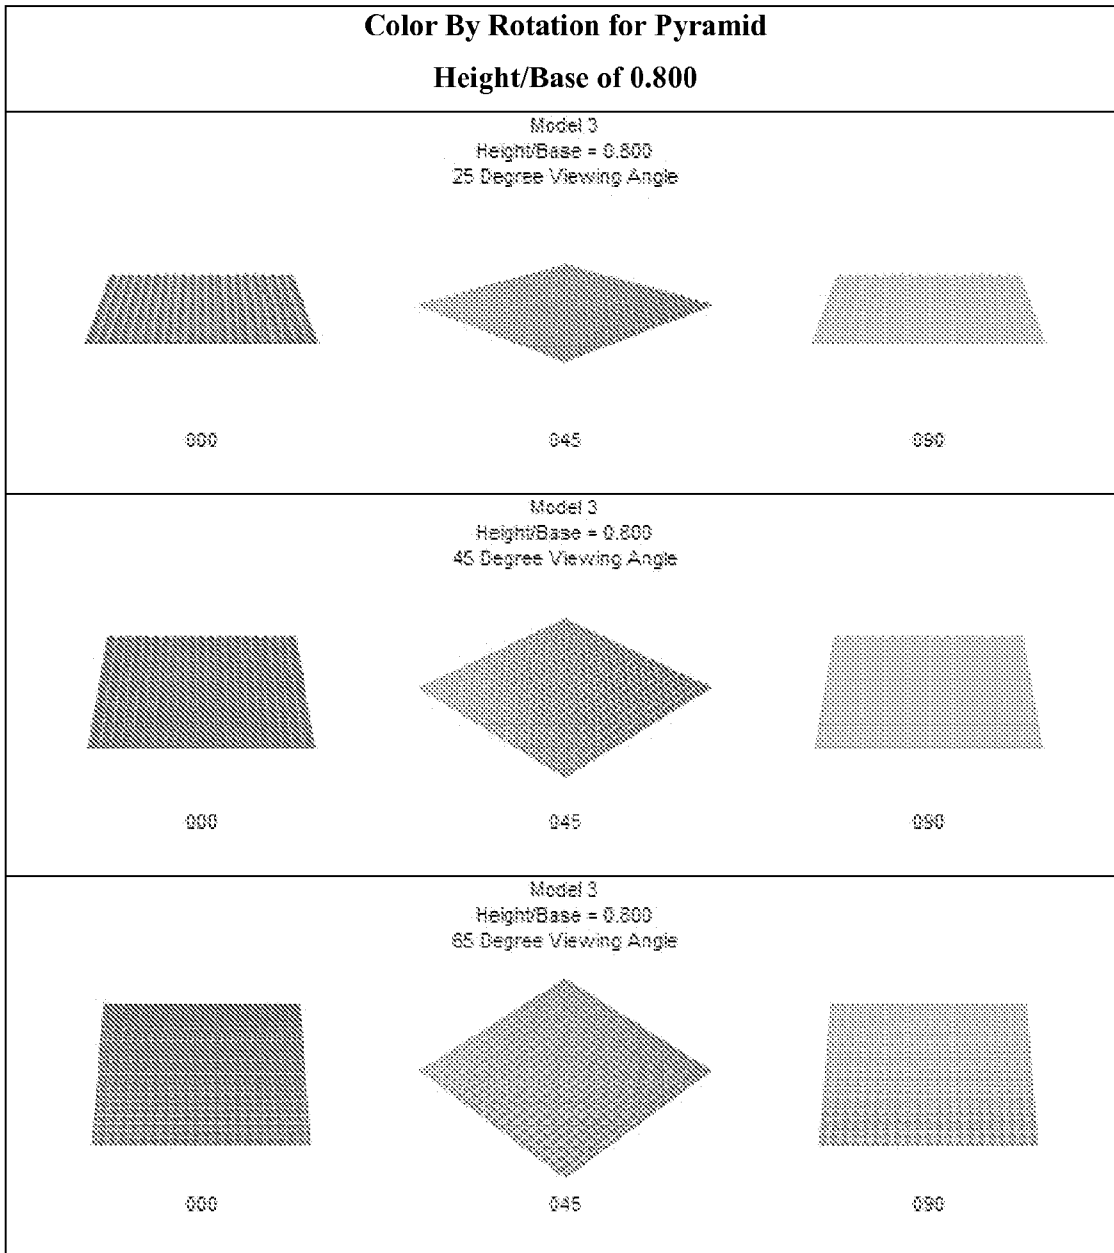 Color By Rotation for Pyramid
Height/Base of 0.800
Model 3
Height/Base = 0.800
25 Degree Viewing Angle
000 045 090
Model 3
Height/Base = 0.800
45 Degree Viewing Angle
000 045 090
Model 3
Height/Base = 0.800
65 Degree Viewing Angle
000 045 090